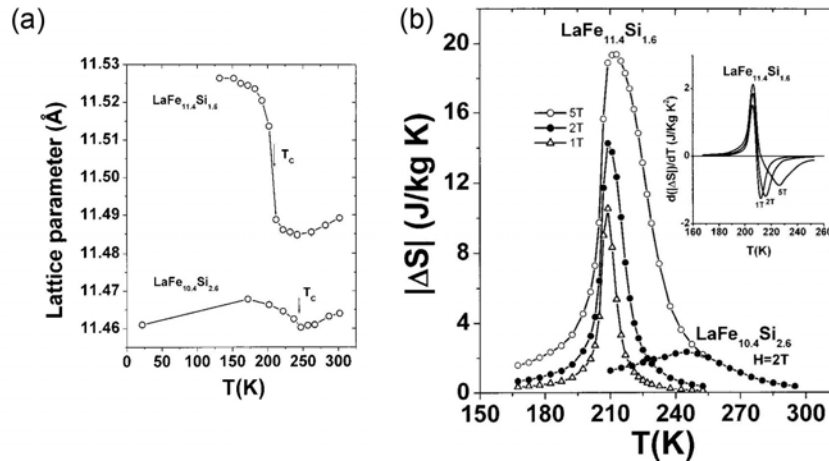 (a)
11.53
11.52
11.51
11.50
11.49
11.48
11.47
11.46
Lattice parameter (Å)
LaFe11.4Si1.6
TC
LaFe10.4Si2.6
TC
0 50 100 150 200 250 300
T(K)
(b)
20
16
12
8
4
0
|ΔS| (J/kg K)
LaFe11.4Si1.6
5T
2T
1T
LaFe10.4Si2.6
H=2T
150 180 210 240 270 300
T(K)
LaFe11.4Si1.6
2
0
-2
d(|ΔS|)/dT (J/Kg K²)
1T 2T 5T
160 180 200 220 240 260
T(K)